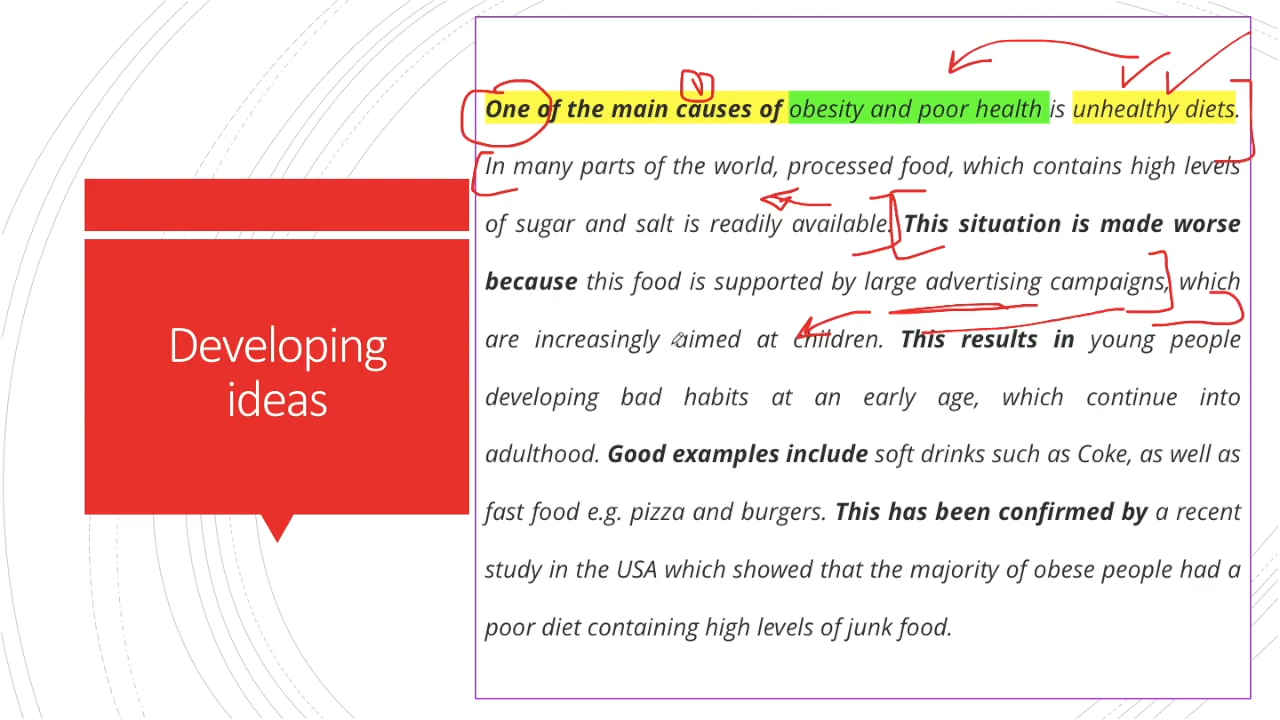 Developing
ideas
One of the main causes of obesity and poor health is unhealthy diets.
In many parts of the world, processed food, which contains high levels
of sugar and salt is readily available. This situation is made worse
because this food is supported by large advertising campaigns, which
are increasingly aimed at children. This results in young people
developing bad habits at an early age, which continue into
adulthood. Good examples include soft drinks such as Coke, as well as
fast food e.g. pizza and burgers. This has been confirmed by a recent
study in the USA which showed that the majority of obese people had a
poor diet containing high levels of junk food.